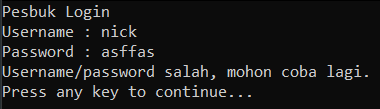 Pesbuk Login
Username : nick
Password : asffas
Username/password salah, mohon coba lagi.
Press any key to continue...